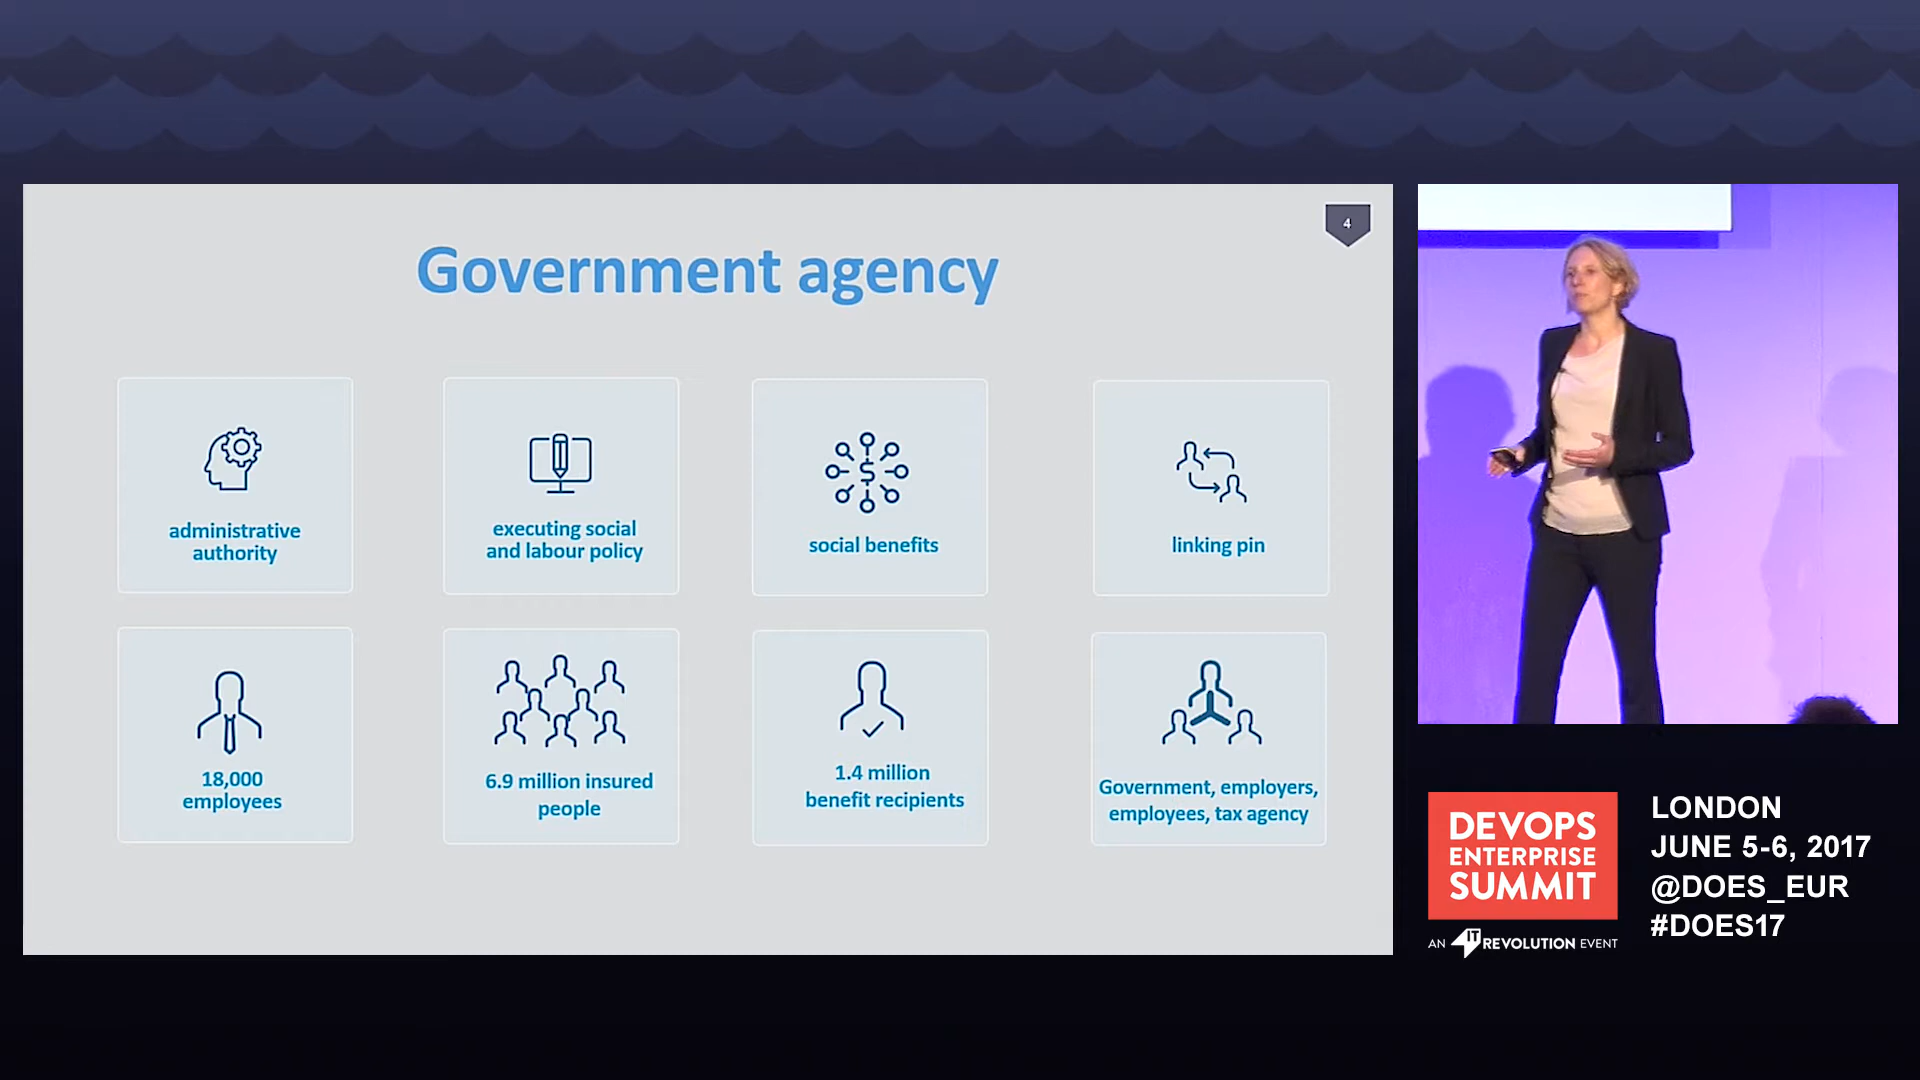 4
Government agency
administrative
authority
executing social
and labour policy
social benefits
linking pin
18,000
employees
6.9 million insured
people
1.4 million
benefit recipients
Government, employers,
employees, tax agency
DEVOPS
ENTERPRISE
SUMMIT
AN IT REVOLUTION EVENT
LONDON
JUNE 5-6, 2017
@DOES_EUR
#DOES17